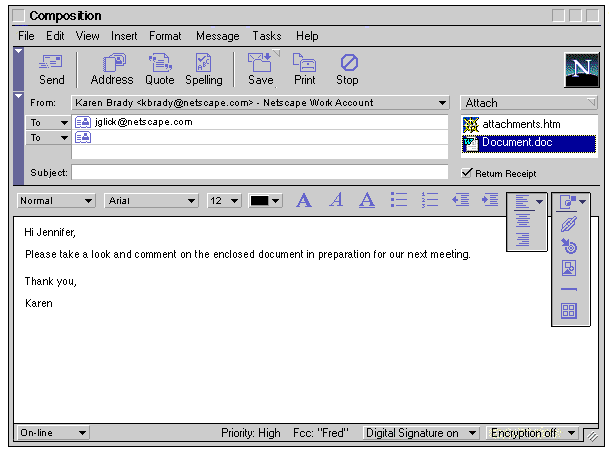 Composition
File Edit View Insert Format Message Tasks Help
Send Address Quote Spelling Save Print Stop
N
From: Karen Brady <kbrady@netscape.com> - Netscape Work Account
Attach
To jglick@netscape.com
attachments.htm
To
Document.doc
Subject:
Return Receipt
Normal Arial 12 A A A
Hi Jennifer,
Please take a look and comment on the enclosed document in preparation for our next meeting.
Thank you,
Karen
On-line Priority: High Fcc: "Fred" Digital Signature on Encryption off